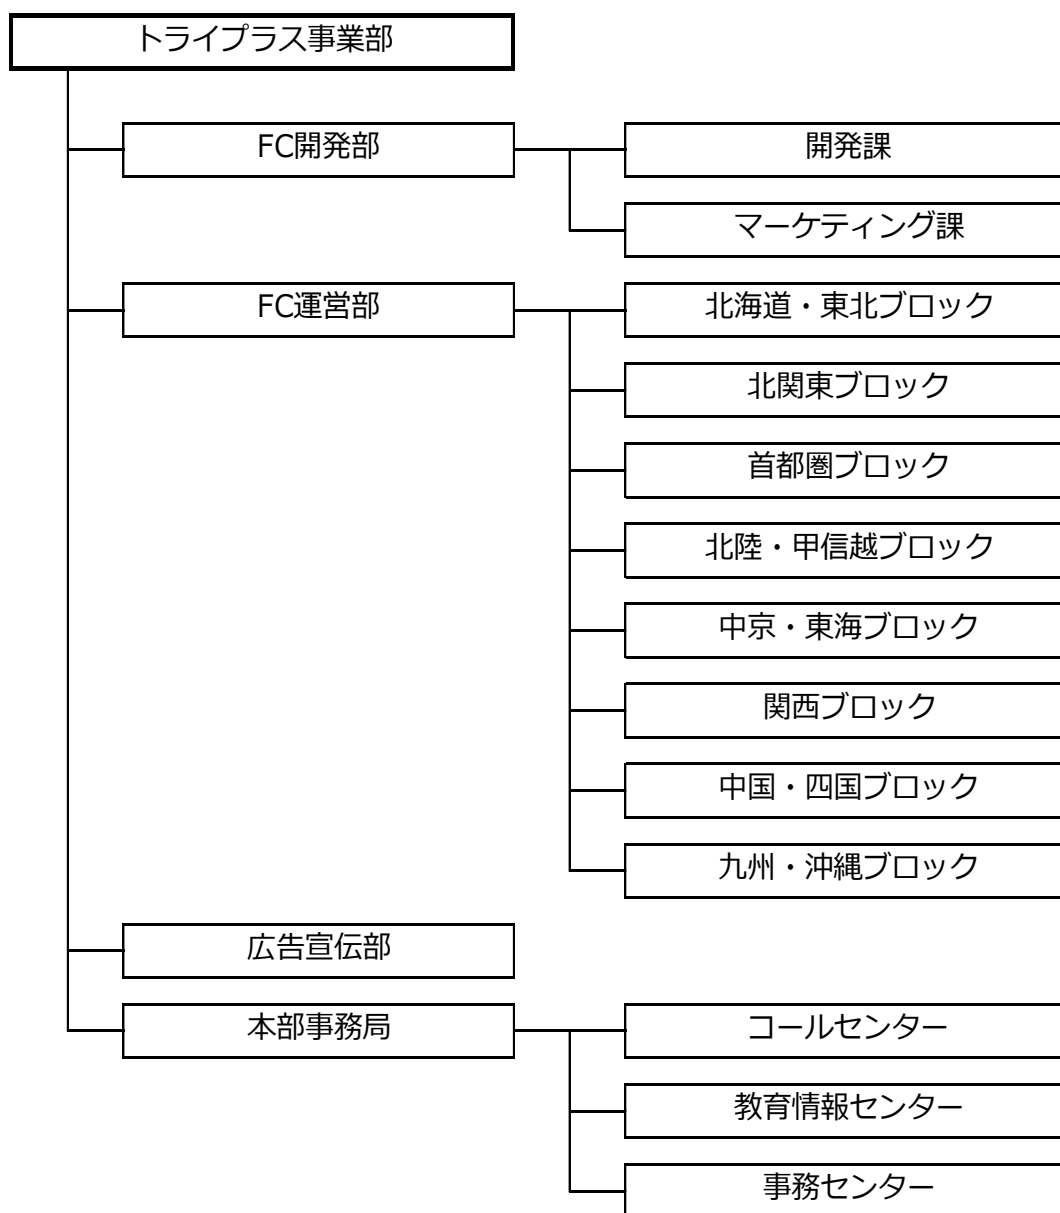 トライプラス事業部
FC開発部
開発課
マーケティング課
FC運営部
北海道・東北ブロック
北関東ブロック
首都圏ブロック
北陸・甲信越ブロック
中京・東海ブロック
関西ブロック
中国・四国ブロック
九州・沖縄ブロック
広告宣伝部
本部事務局
コールセンター
教育情報センター
事務センター